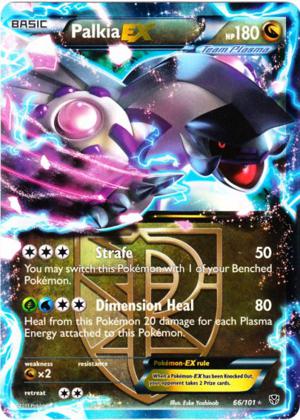 BASIC
Palkia EX HP180
Team Plasma
Strafe 50
You may switch this Pokémon with 1 of your Benched
Pokémon.
Dimension Heal 80
Heal from this Pokémon 20 damage for each Plasma
Energy attached to this Pokémon.
weakness
×2
resistance
retreat
Pokémon-EX rule
When a Pokémon-EX has been Knocked Out,
your opponent takes 2 Prize cards.
Illus. Eske Yoshinob
66/101